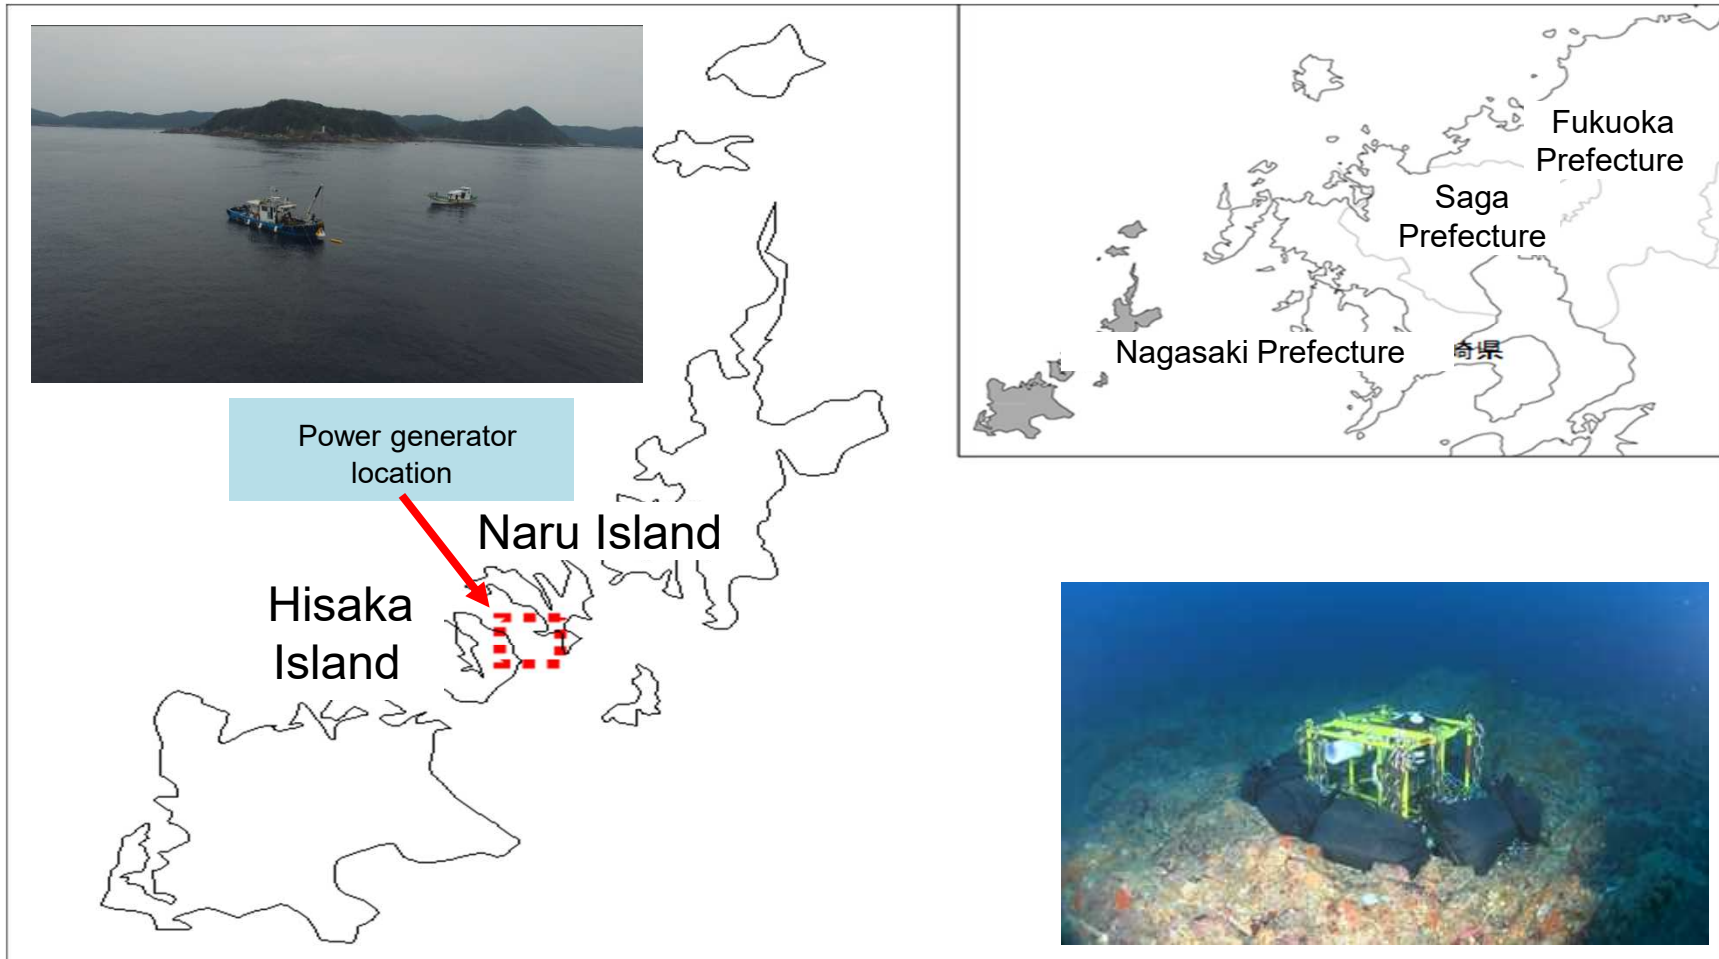 Fukuoka
Prefecture
Saga
Prefecture
Nagasaki Prefecture
崎県
Power generator
location
Naru Island
Hisaka
Island